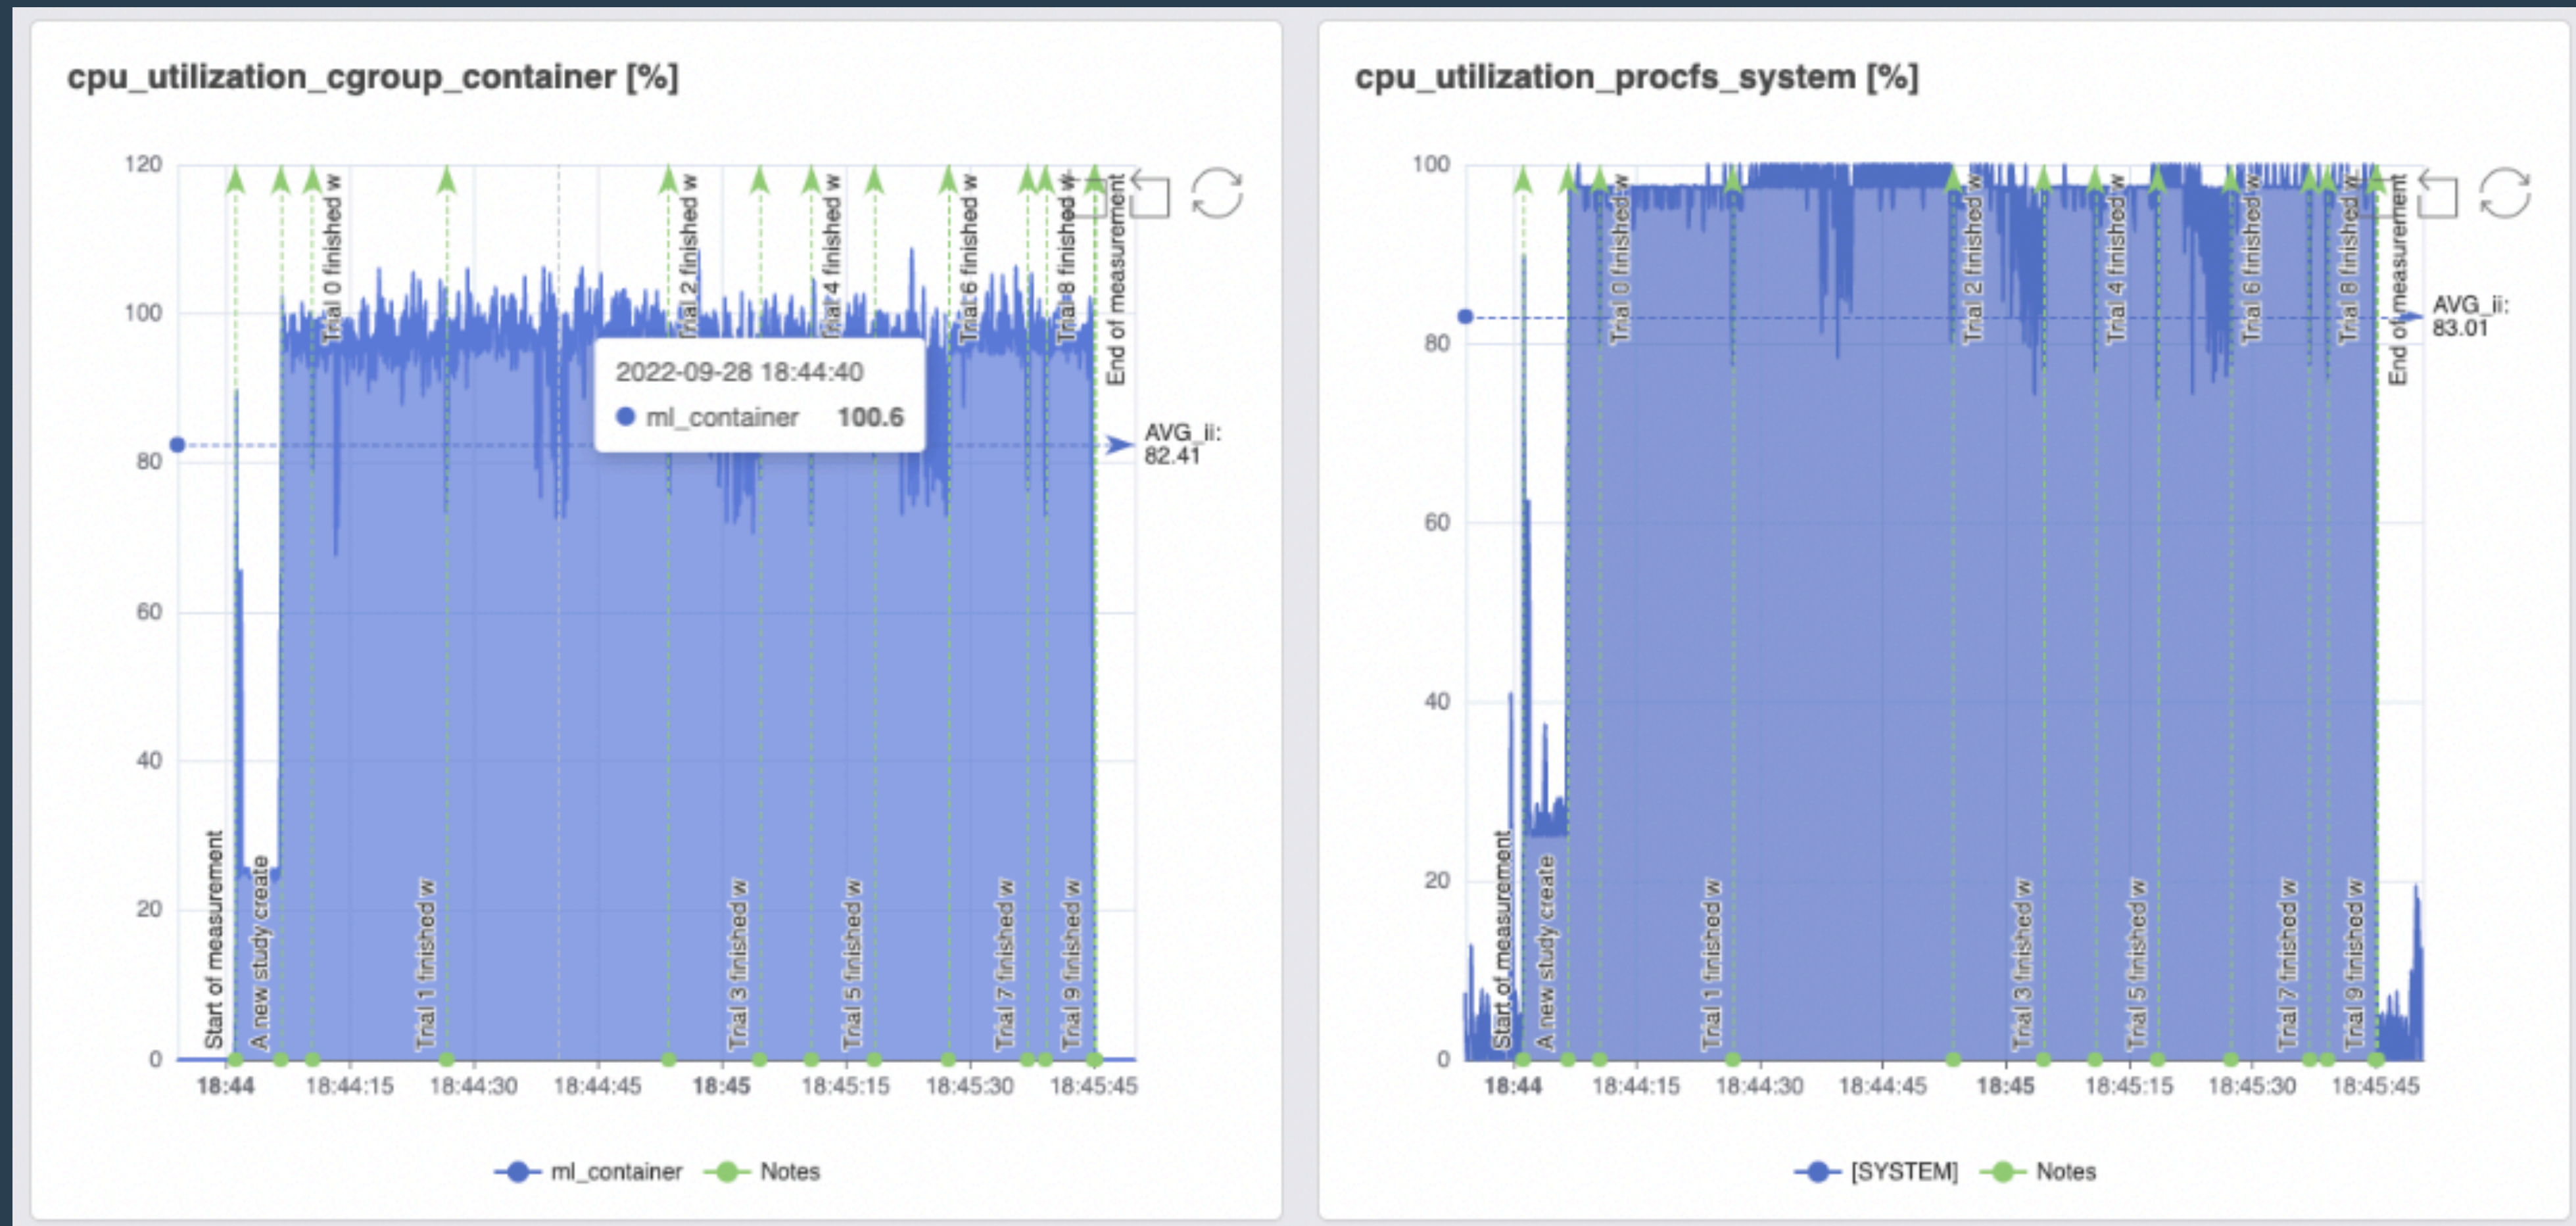 cpu_utilization_cgroup_container [%]
120
100
80
60
40
20
0
Start of measurement
A new study create
Trial 0 finished w
Trial 1 finished w
Trial 2 finished w
Trial 3 finished w
Trial 4 finished w
Trial 5 finished w
Trial 6 finished w
Trial 7 finished w
Trial 8 finished w
Trial 9 finished w
End of measurement
2022-09-28 18:44:40
ml_container 100.6
AVG_ii:
82.41
18:44 18:44:15 18:44:30 18:44:45 18:45 18:45:15 18:45:30 18:45:45
ml_container Notes
cpu_utilization_procfs_system [%]
100
80
60
40
20
0
Start of measurement
A new study create
Trial 0 finished w
Trial 1 finished w
Trial 2 finished w
Trial 3 finished w
Trial 4 finished w
Trial 5 finished w
Trial 6 finished w
Trial 7 finished w
Trial 8 finished w
Trial 9 finished w
End of measurement
AVG_ii:
83.01
18:44 18:44:15 18:44:30 18:44:45 18:45 18:45:15 18:45:30 18:45:45
[SYSTEM] Notes